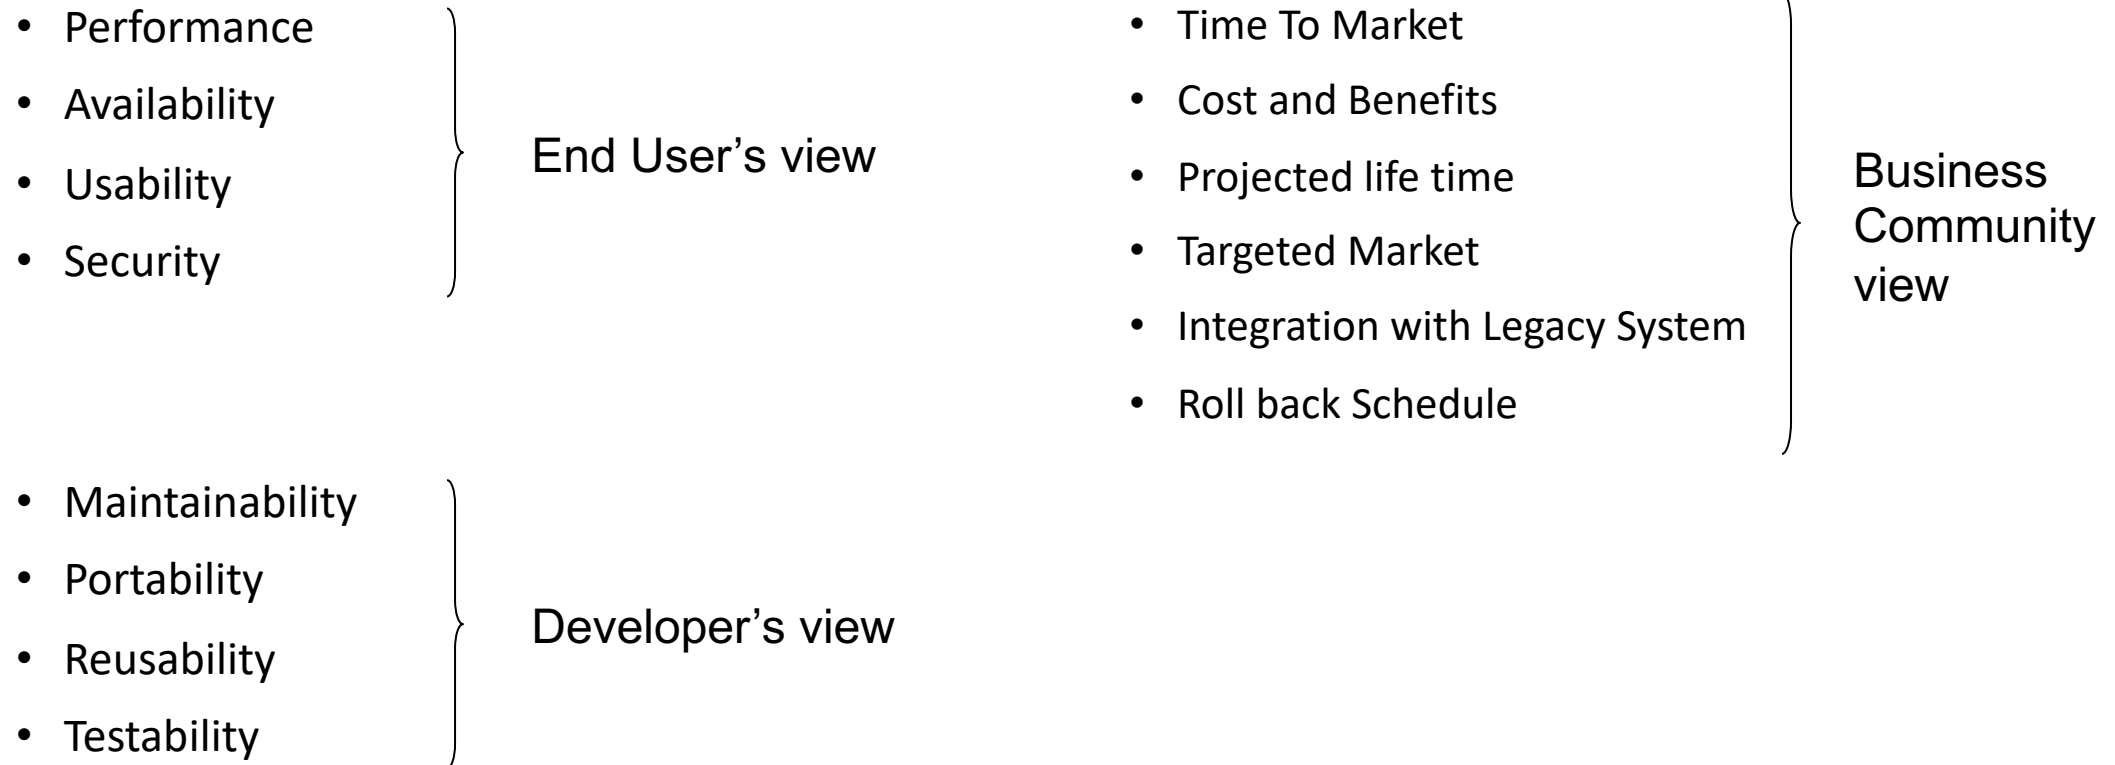 • Performance
• Availability
• Usability
• Security
End User’s view
• Maintainability
• Portability
• Reusability
• Testability
Developer’s view
• Time To Market
• Cost and Benefits
• Projected life time
• Targeted Market
• Integration with Legacy System
• Roll back Schedule
Business
Community
view